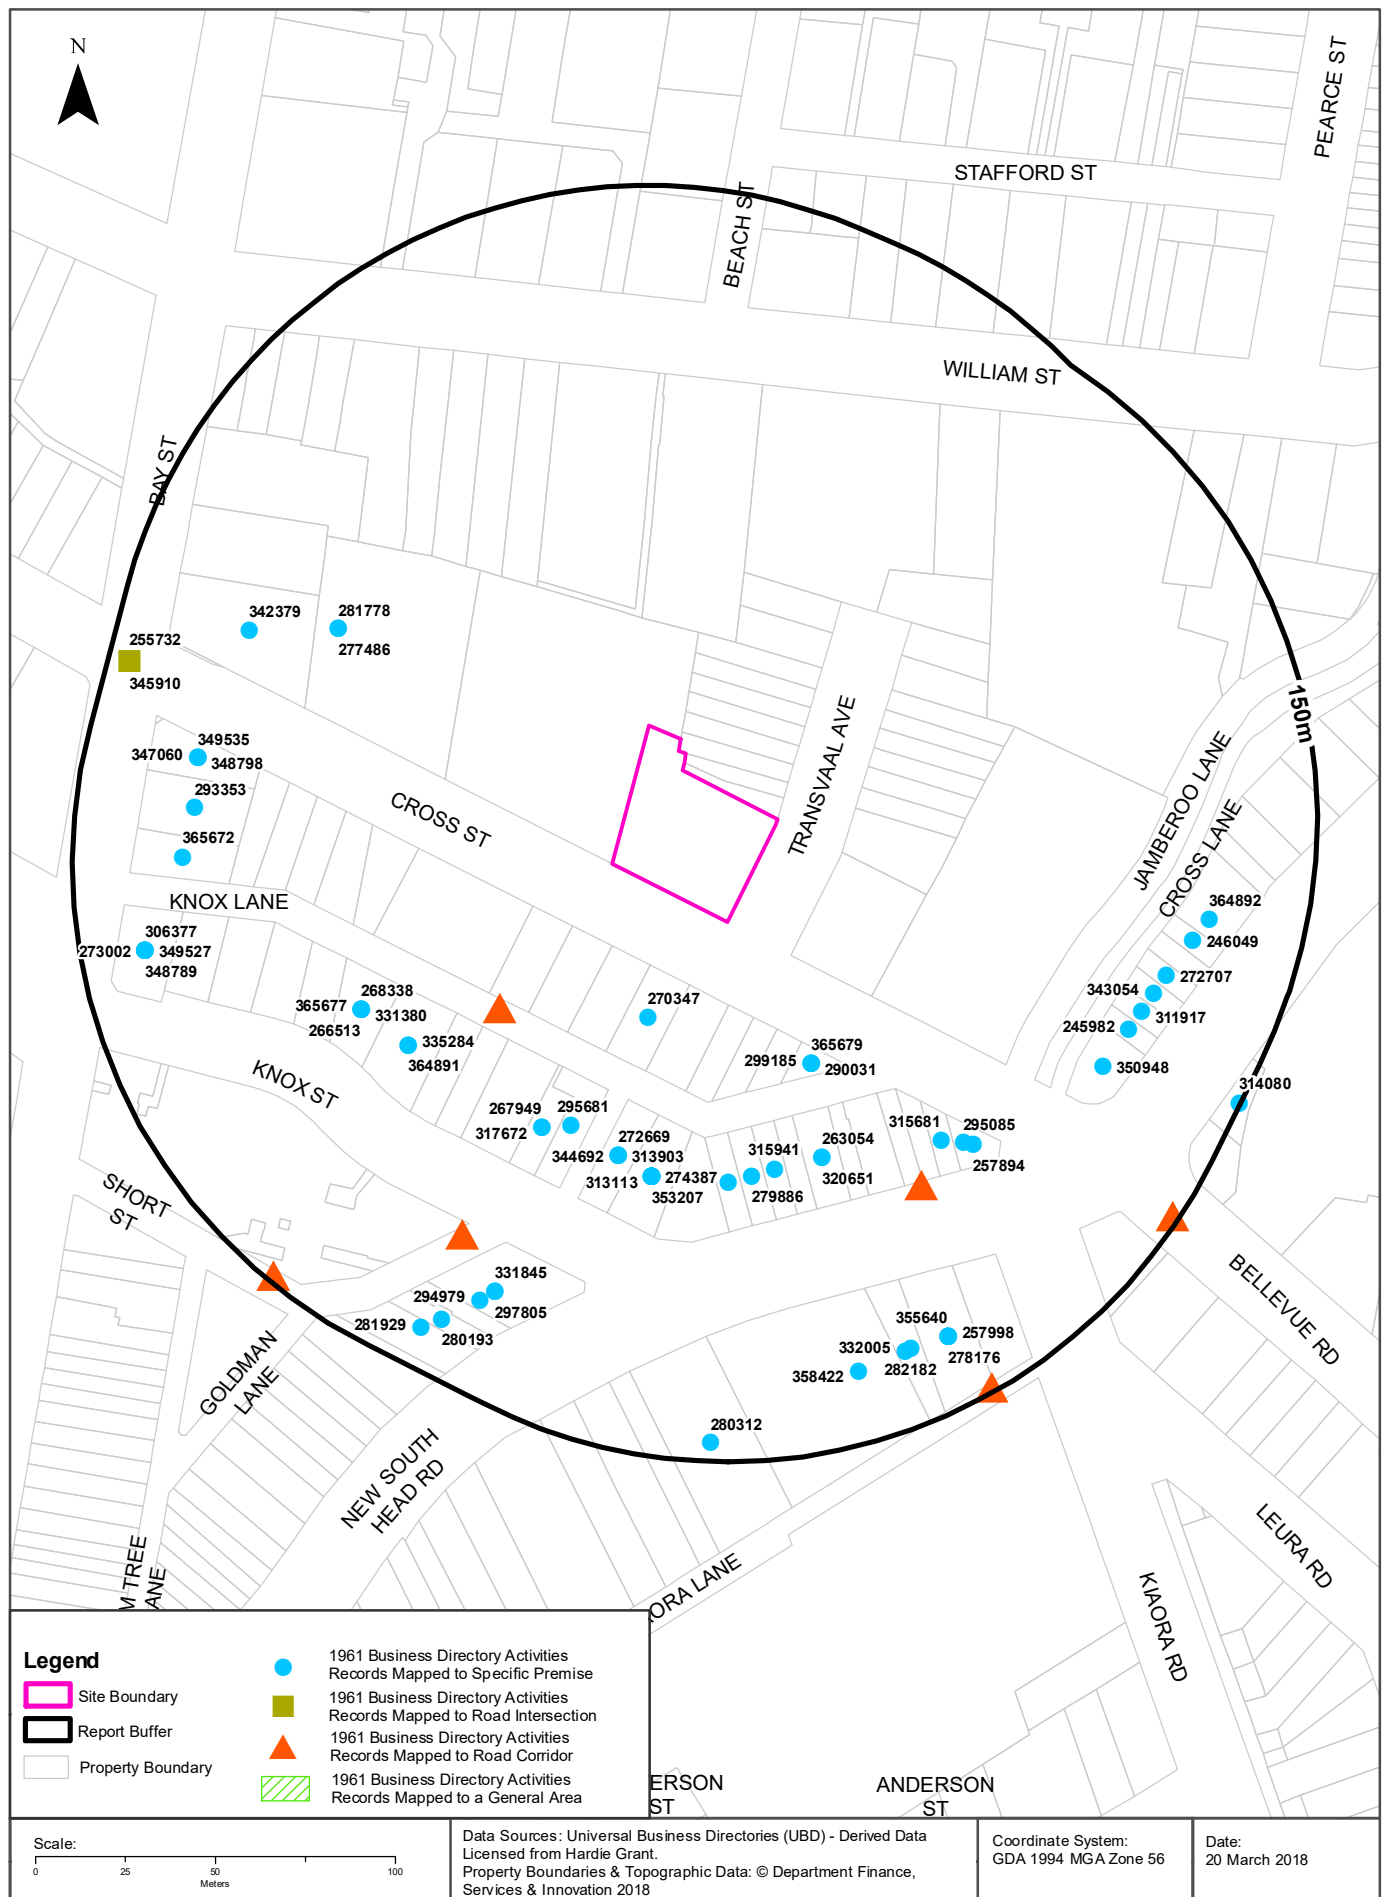 N
PEARCE ST
STAFFORD ST
BEACH ST
WILLIAM ST
BAY ST
342379
281778
277486
255732
345910
150m
349535
347060
348798
293353
365672
CROSS ST
TRANSVAAL AVE
JAMBEROO LANE
CROSS LANE
KNOX LANE
364892
306377
273002
349527
348789
246049
272707
268338
365677
331380
266513
270347
343054
311917
245982
335284
364891
365679
299185
290031
350948
314080
KNOX ST
267949
295681
317672
272669
344692
313903
313113
274387
353207
315941
279886
263054
320651
315681
295085
257894
SHORT
ST
331845
294979
297805
281929
280193
BELLEVUE RD
355640
257998
332005
278176
282182
358422
GOLDMAN
LANE
280312
NEW SOUTH
HEAD RD
LEURA RD
M TREE
ANE
ORA LANE
KIAORA RD
ERSON
ST
ANDERSON
ST
Legend
Site Boundary
Report Buffer
Property Boundary
1961 Business Directory Activities
Records Mapped to Specific Premise
1961 Business Directory Activities
Records Mapped to Road Intersection
1961 Business Directory Activities
Records Mapped to Road Corridor
1961 Business Directory Activities
Records Mapped to a General Area
Scale:
0 25 50 100
Meters
Data Sources: Universal Business Directories (UBD) - Derived Data
Licensed from Hardie Grant.
Property Boundaries & Topographic Data: © Department Finance,
Services & Innovation 2018
Coordinate System:
GDA 1994 MGA Zone 56
Date:
20 March 2018